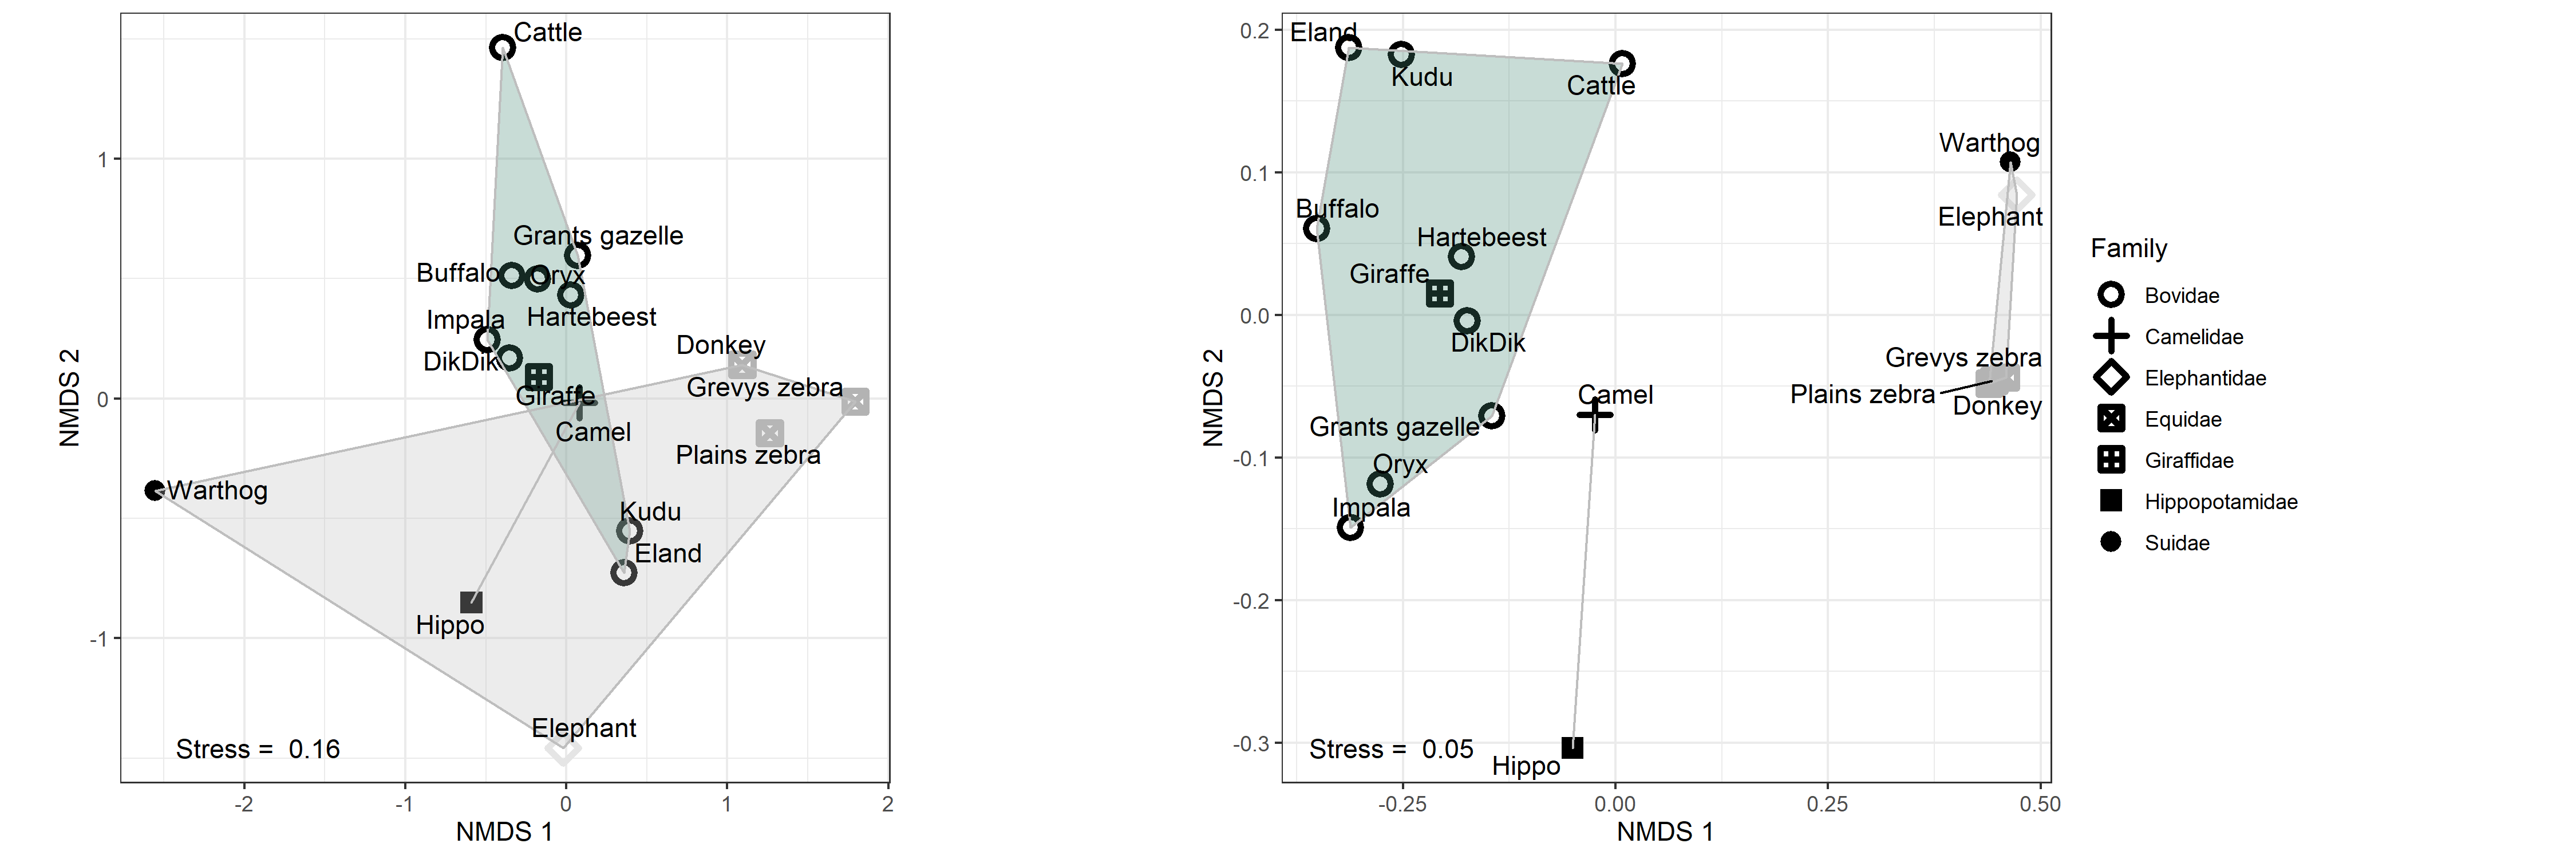 Cattle
Grants gazelle
Buffalo
Oryx
Impala
Hartebeest
DikDik
Donkey
Giraffe
Grevys zebra
Camel
Plains zebra
Warthog
Kudu
Eland
Hippo
Elephant
Stress = 0.16
1
0
-1
-2
-1
0
1
2
NMDS 1
NMDS 2
Eland
Kudu
Cattle
Warthog
Buffalo
Elephant
Hartebeest
Giraffe
DikDik
Grevys zebra
Plains zebra
Donkey
Camel
Grants gazelle
Oryx
Impala
Stress = 0.05
Hippo
0.2
0.1
0.0
-0.1
-0.2
-0.3
-0.25
0.00
0.25
0.50
NMDS 1
NMDS 2
Family
Bovidae
Camelidae
Elephantidae
Equidae
Giraffidae
Hippopotamidae
Suidae